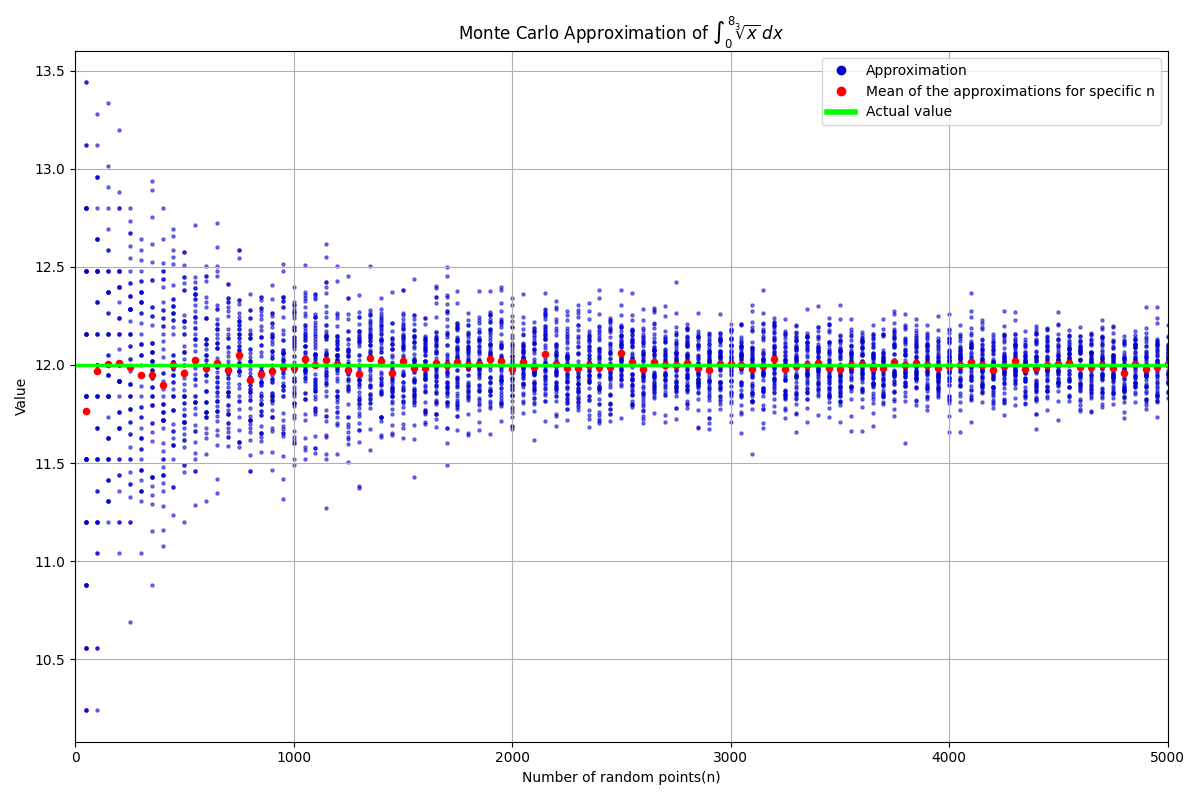 Monte Carlo Approximation of ∫₀⁸ ∛x dx
Approximation
Mean of the approximations for specific n
Actual value
Value
13.5
13.0
12.5
12.0
11.5
11.0
10.5
0 1000 2000 3000 4000 5000
Number of random points(n)